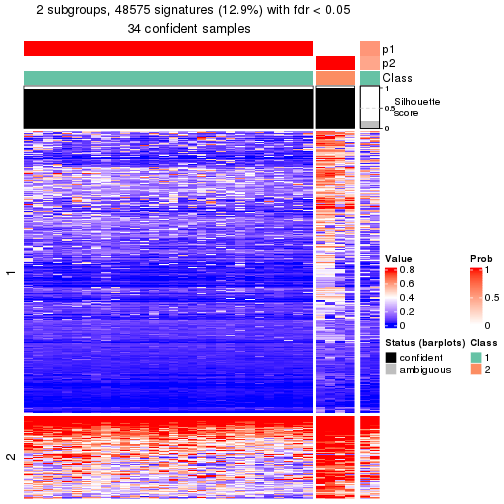 2 subgroups, 48575 signatures (12.9%) with fdr < 0.05
34 confident samples
p1
p2
Class
1
0.5
0
Silhouette
score
1
2
Value
0.8
0.6
0.4
0.2
0
Prob
1
0.5
0
Status (barplots)
confident
ambiguous
Class
1
2